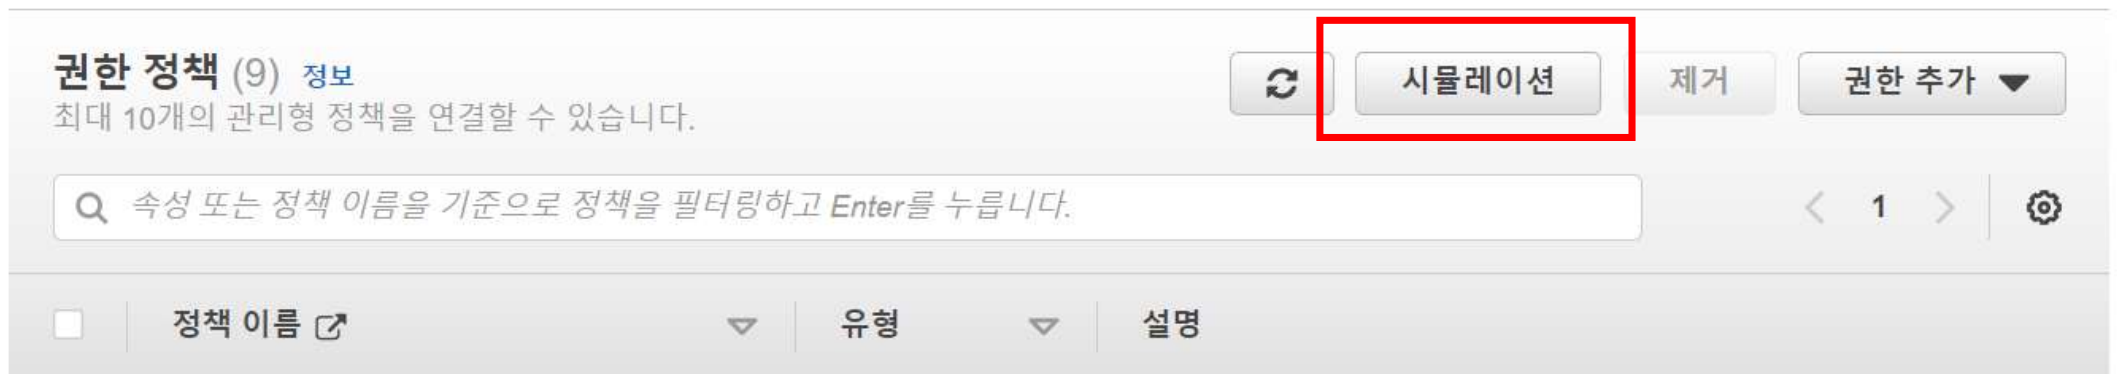 권한 정책 (9) 정보
최대 10개의 관리형 정책을 연결할 수 있습니다.
시뮬레이션 제거 권한 추가
속성 또는 정책 이름을 기준으로 정책을 필터링하고 Enter를 누릅니다.
1
정책 이름 유형 설명